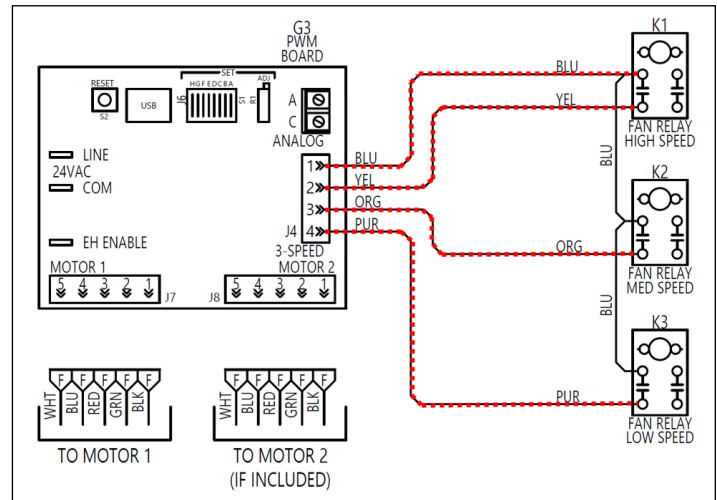 G3
PWM
BOARD
SET
RESET
S2
USB
J6
H G F E D C B A
S1
R1
ADJ
A
C
ANALOG
LINE
24VAC
COM
EH ENABLE
1
2
3
4
J4
3-SPEED
MOTOR 1
5 4 3 2 1
J7
MOTOR 2
5 4 3 2 1
J8
BLU
YEL
ORG
PUR
BLU
YEL
ORG
PUR
BLU
BLU
K1
FAN RELAY
HIGH SPEED
K2
FAN RELAY
MED SPEED
K3
FAN RELAY
LOW SPEED
F F F F F
WHT
BLU
RED
GRN
BLK
TO MOTOR 1
F F F F F
WHT
BLU
RED
GRN
BLK
TO MOTOR 2
(IF INCLUDED)